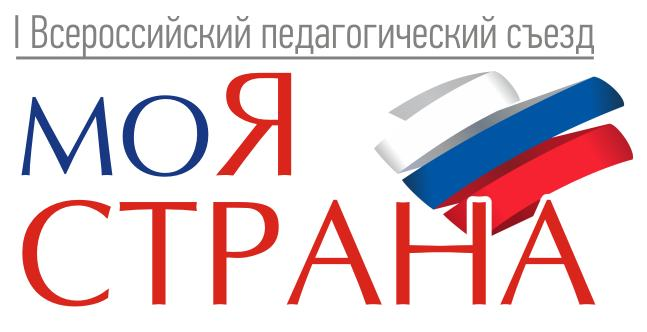 I Всероссийский педагогический съезд
моЯ
СТРАНА